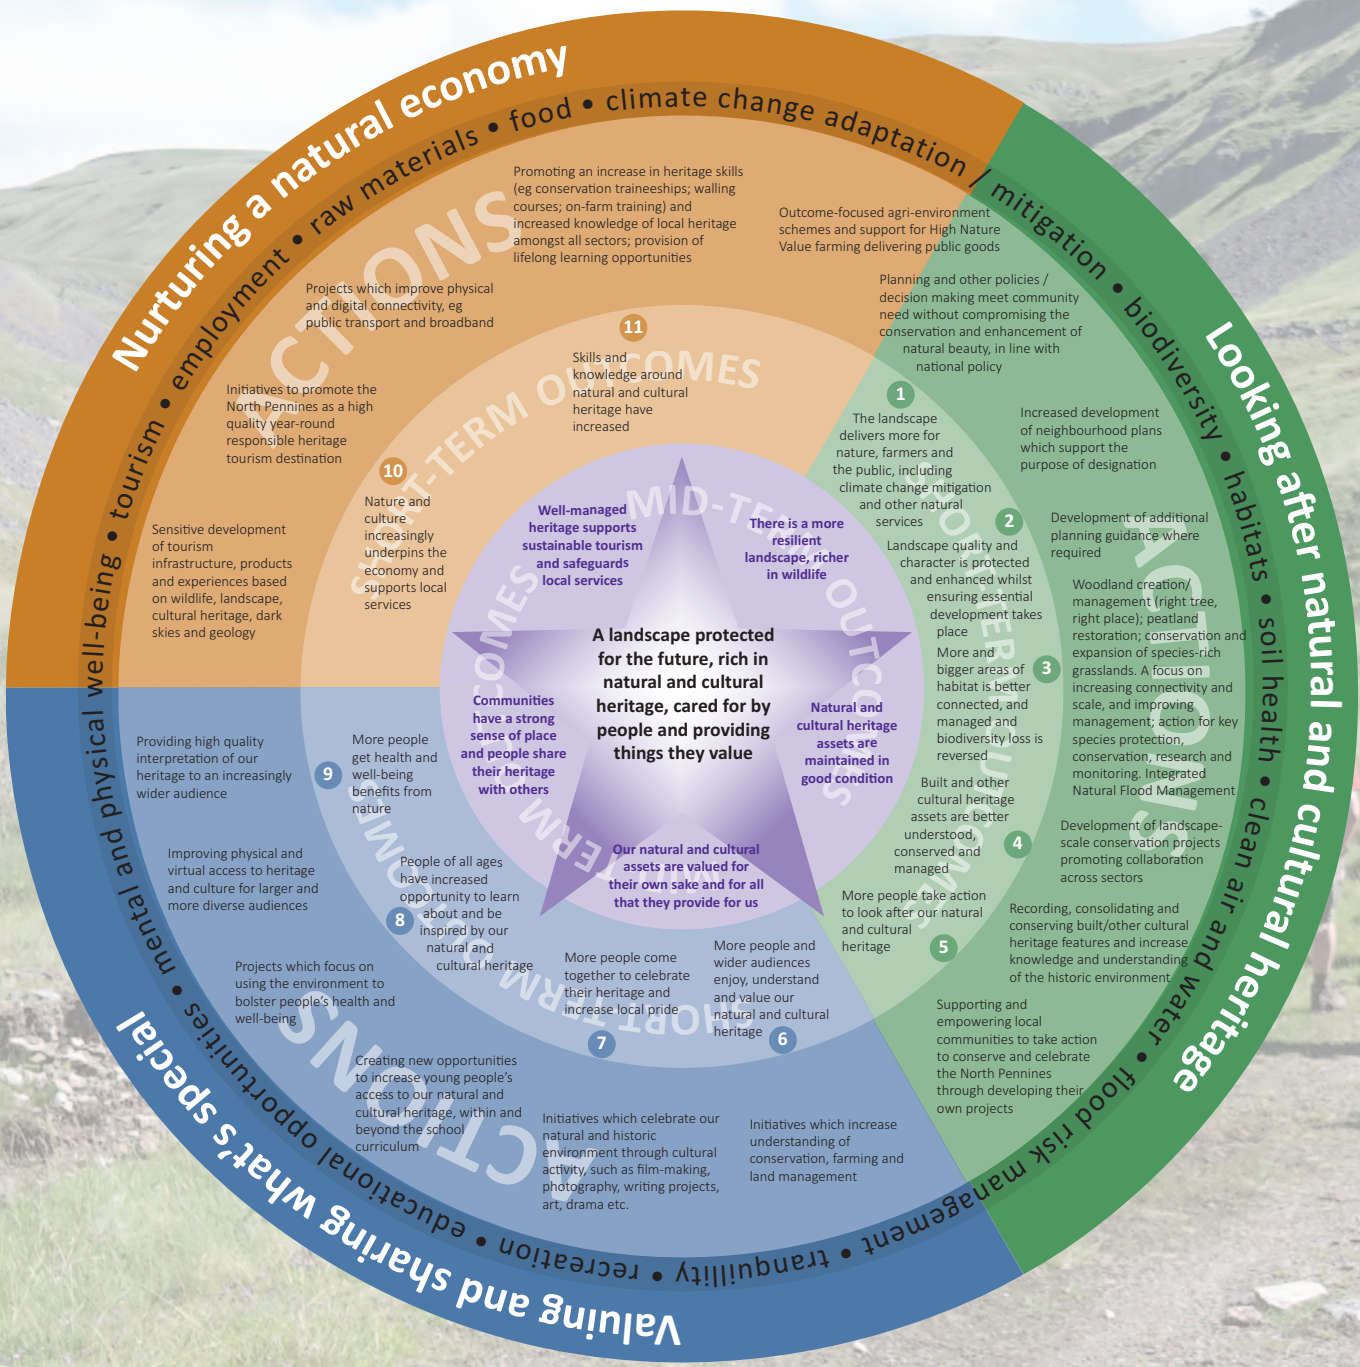 Nurturing a natural economy
Looking after natural and cultural heritage
Valuing and sharing what's special
mental and physical well-being • tourism • employment • raw materials • food • climate change adaptation / mitigation • biodiversity • habitats • soil health • clean air and water • flood risk management • tranquillity • recreation • educational opportunities •
ACTIONS
Promoting an increase in heritage skills
(eg conservation traineeships; walling
courses; on-farm training) and
increased knowledge of local heritage
amongst all sectors; provision of
lifelong learning opportunities
Outcome-focused agri-environment
schemes and support for High Nature
Value farming delivering public goods
Projects which improve physical
and digital connectivity, eg
public transport and broadband
Initiatives to promote the
North Pennines as a high
quality year-round
responsible heritage
tourism destination
Sensitive development
of tourism
infrastructure, products
and experiences based
on wildlife, landscape,
cultural heritage, dark
skies and geology
SHORT-TERM OUTCOMES
11
Skills and
knowledge around
natural and cultural
heritage have
increased
10
Nature and
culture
increasingly
underpins the
economy and
supports local
services
ACTIONS
Planning and other policies /
decision making meet community
need without compromising the
conservation and enhancement of
natural beauty, in line with
national policy
Increased development
of neighbourhood plans
which support the
purpose of designation
Development of additional
planning guidance where
required
Woodland creation/
management (right tree,
right place); peatland
restoration; conservation and
expansion of species-rich
grasslands. A focus on
increasing connectivity and
scale, and improving
management; action for key
species protection,
conservation, research and
monitoring. Integrated
Natural Flood Management
Development of landscape-
scale conservation projects
promoting collaboration
across sectors
Recording, consolidating and
conserving built/other cultural
heritage features and increase
knowledge and understanding
of the historic environment
Supporting and
empowering local
communities to take action
to conserve and celebrate
the North Pennines
through developing their
own projects
SHORT-TERM OUTCOMES
1
The landscape
delivers more for
nature, farmers and
the public, including
climate change mitigation
and other natural
services
2
Landscape quality and
character is protected
and enhanced whilst
ensuring essential
development takes
place
3
More and
bigger areas of
habitat is better
connected, and
managed and
biodiversity loss is
reversed
4
Built and other
cultural heritage
assets are better
understood,
conserved and
managed
5
More people take action
to look after our natural
and cultural
heritage
ACTIONS
Initiatives which increase
understanding of
conservation, farming and
land management
Initiatives which celebrate our
natural and historic
environment through cultural
activity, such as film-making,
photography, writing projects,
art, drama etc.
Creating new opportunities
to increase young people's
access to our natural and
cultural heritage, within and
beyond the school
curriculum
Projects which focus on
using the environment to
bolster people's health and
well-being
Improving physical and
virtual access to heritage
and culture for larger and
more diverse audiences
Providing high quality
interpretation of our
heritage to an increasingly
wider audience
SHORT TERM OUTCOMES
More people and
wider audiences
enjoy, understand
and value our
natural and cultural
heritage
6
More people come
together to celebrate
their heritage and
increase local pride
7
People of all ages
have increased
opportunity to learn
about and be
inspired by our
natural and
cultural heritage
8
More people
get health and
well-being
benefits from
nature
9
MID-TERM OUTCOMES
MID TERM OUTCOMES
Well-managed
heritage supports
sustainable tourism
and safeguards
local services
There is a more
resilient
landscape, richer
in wildlife
Natural and
cultural heritage
assets are
maintained in
good condition
Our natural and cultural
assets are valued for
their own sake and for all
that they provide for us
Communities
have a strong
sense of place
and people share
their heritage
with others
A landscape protected
for the future, rich in
natural and cultural
heritage, cared for by
people and providing
things they value